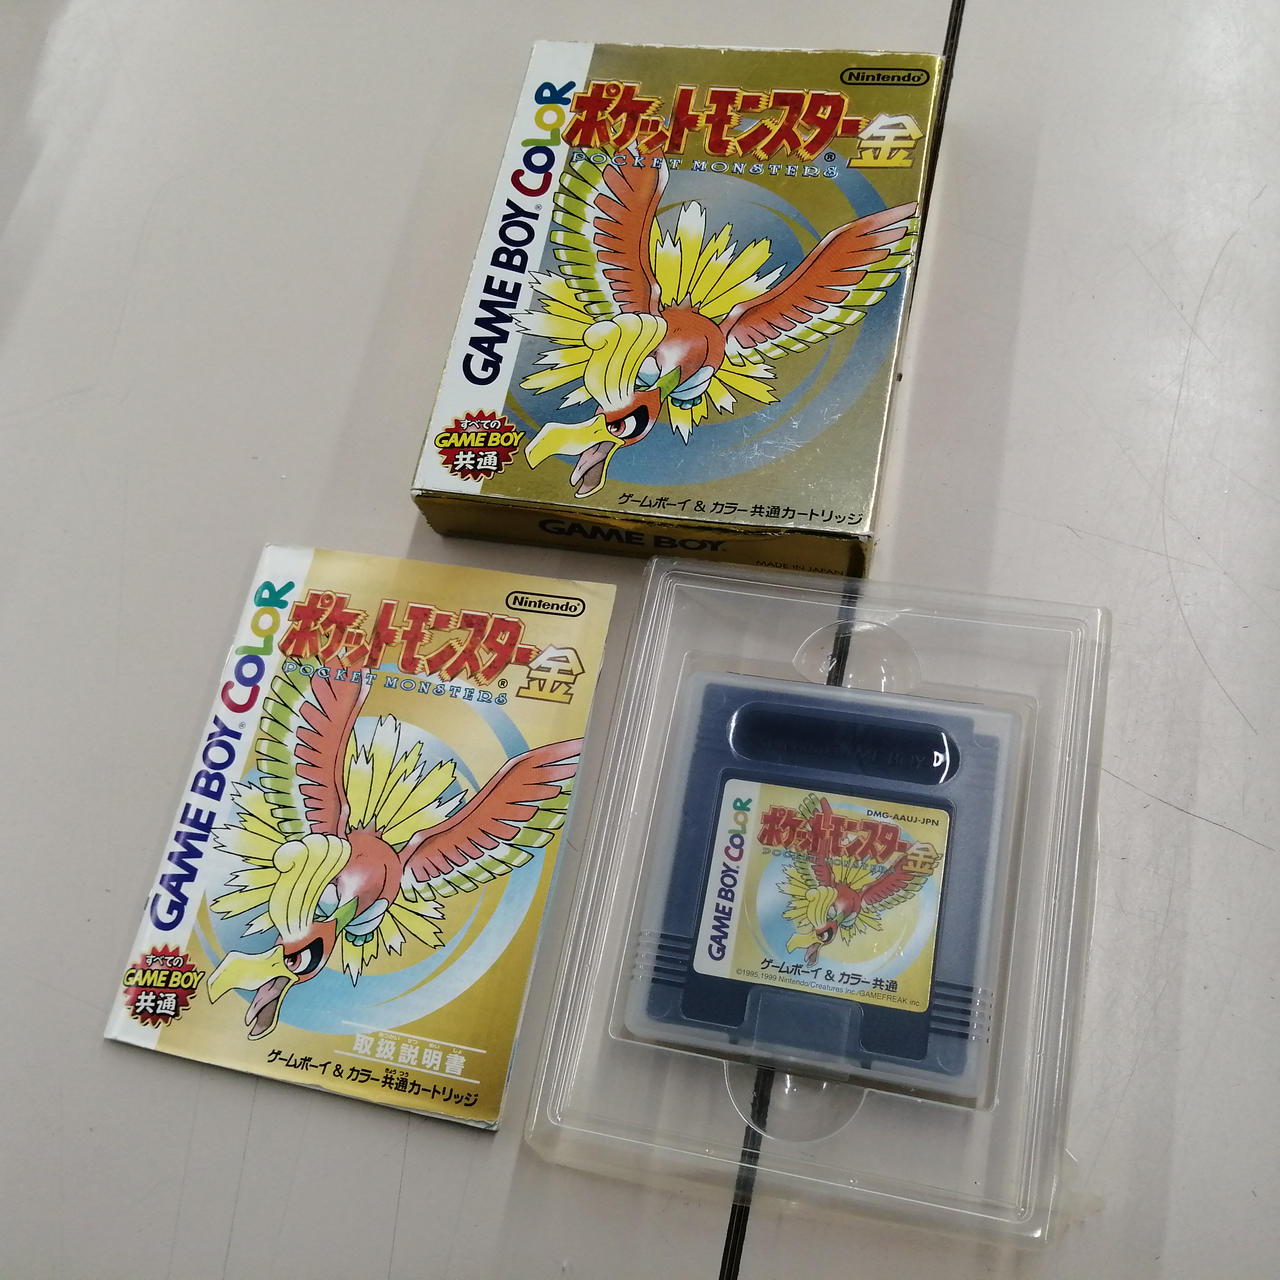 Nintendo®
ポケットモンスター金
POCKET MONSTERS
GAME BOY COLOR
すべての
GAME BOY
共通
ゲームボーイ & カラー共通カートリッジ
GAME BOY
MADE IN JAPAN
Nintendo®
ポケットモンスター金
POCKET MONSTERS
GAME BOY COLOR
すべての
GAME BOY
共通
取扱説明書
ゲームボーイ & カラー共通カートリッジ
Nintendo GAME BOY
DMG-AAUJ-JPN
ポケットモンスター金
POCKET MONSTERS
GAME BOY COLOR
ゲームボーイ & カラー共通
©1995,1999 Nintendo/Creatures inc./GAMEFREAK inc.